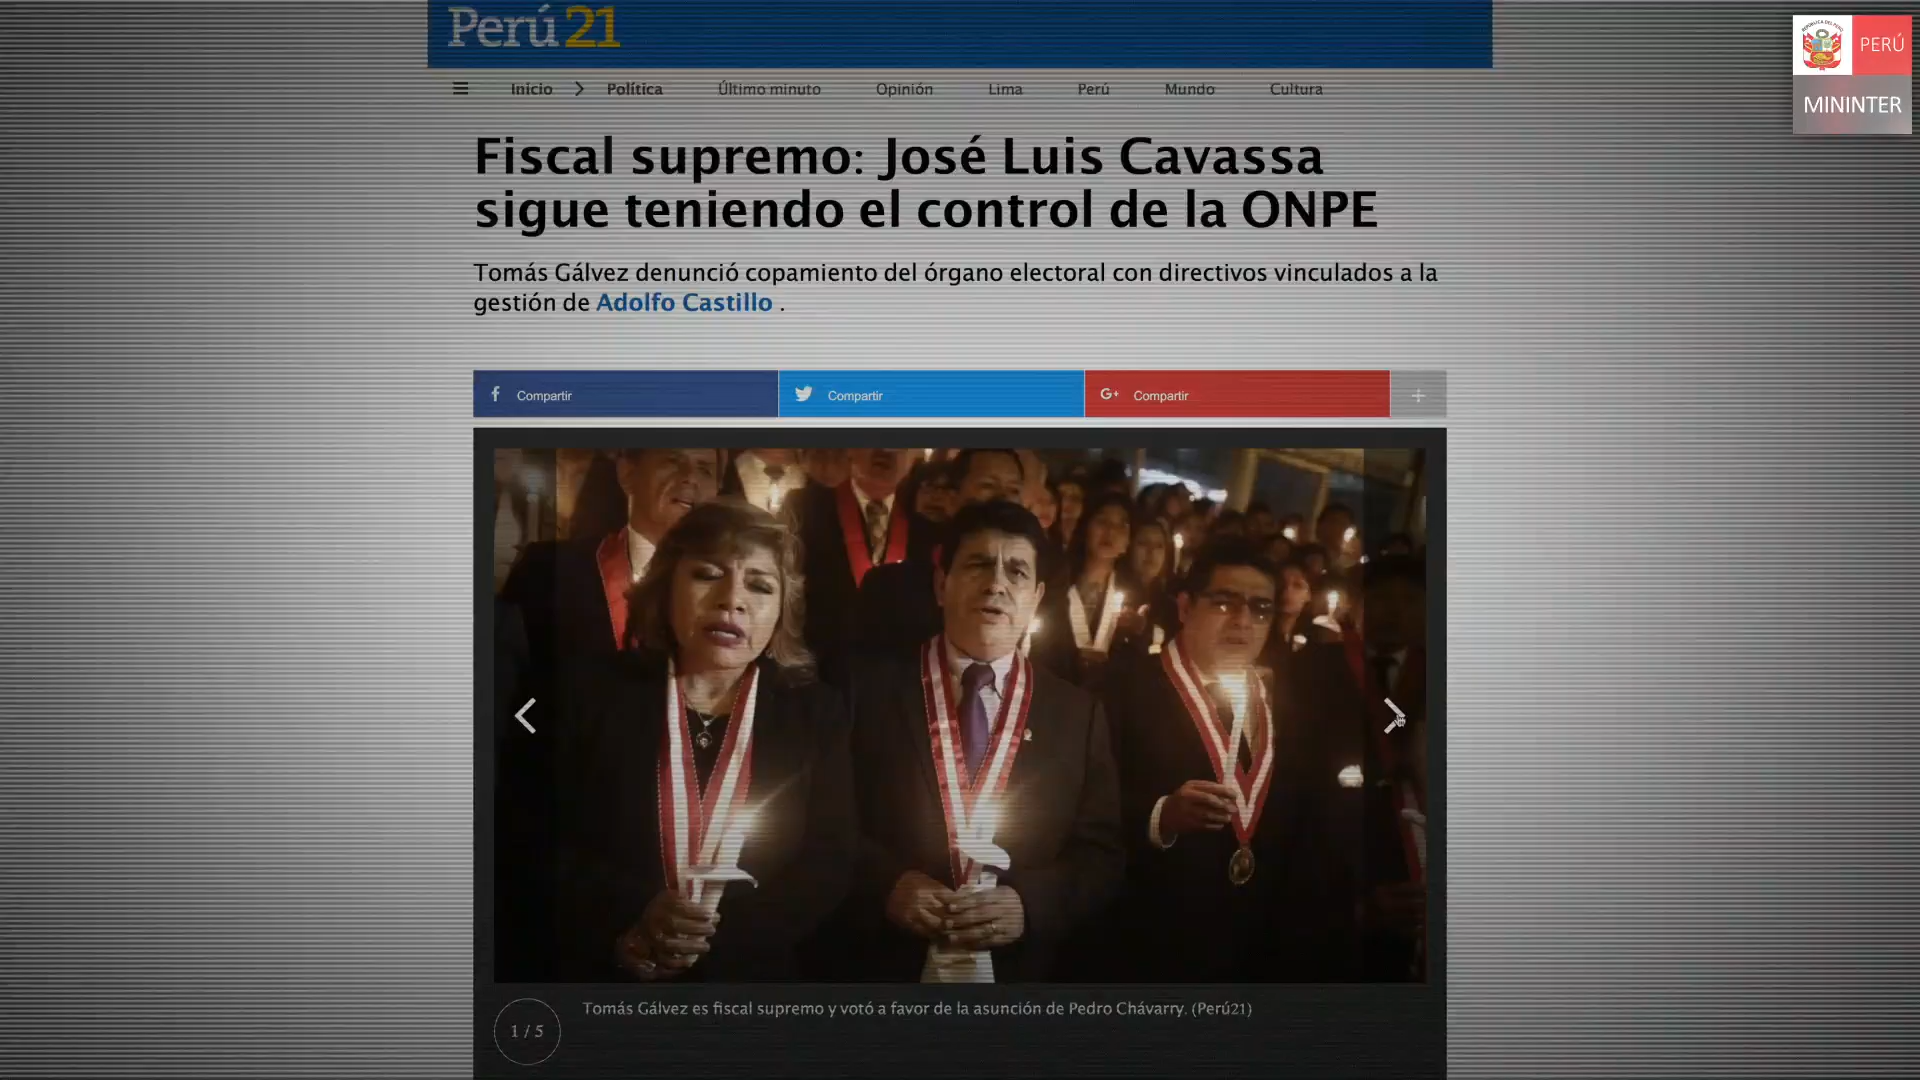 Perú21
REPÚBLICA DEL PERÚ
PERÚ
MININTER
Inicio
Política
Último minuto
Opinión
Lima
Perú
Mundo
Cultura
Fiscal supremo: José Luis Cavassa
sigue teniendo el control de la ONPE
Tomás Gálvez denunció copamiento del órgano electoral con directivos vinculados a la
gestión de Adolfo Castillo .
Compartir
Compartir
G+ Compartir
Tomás Gálvez es fiscal supremo y votó a favor de la asunción de Pedro Chávarry. (Perú21)
1 / 5